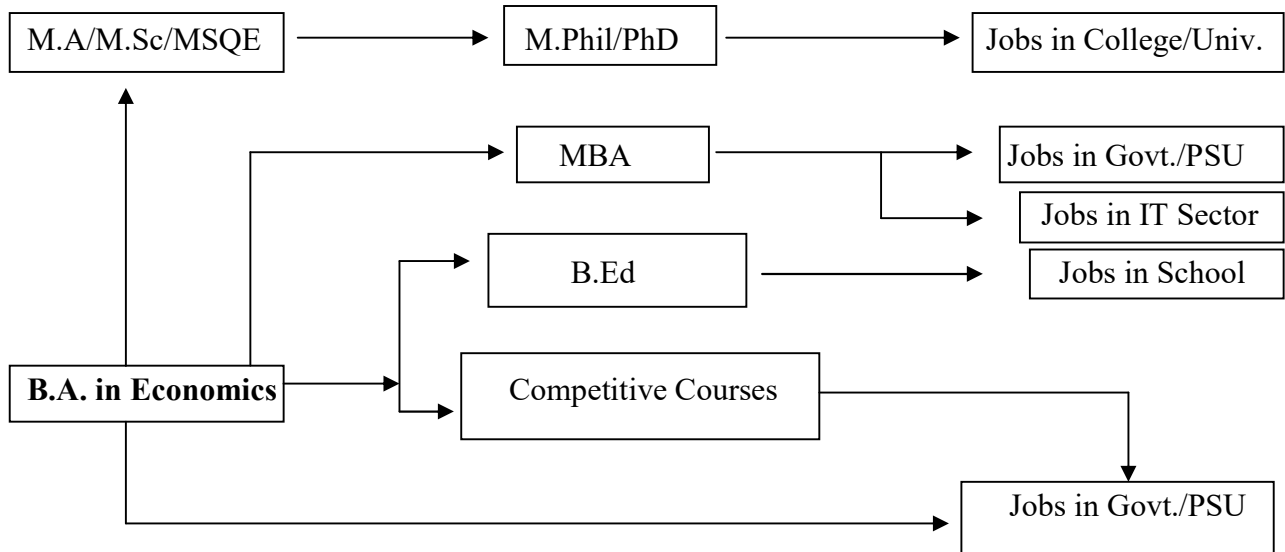 M.A/M.Sc/MSQE
M.Phil/PhD
Jobs in College/Univ.
MBA
Jobs in Govt./PSU
Jobs in IT Sector
B.Ed
Jobs in School
B.A. in Economics
Competitive Courses
Jobs in Govt./PSU